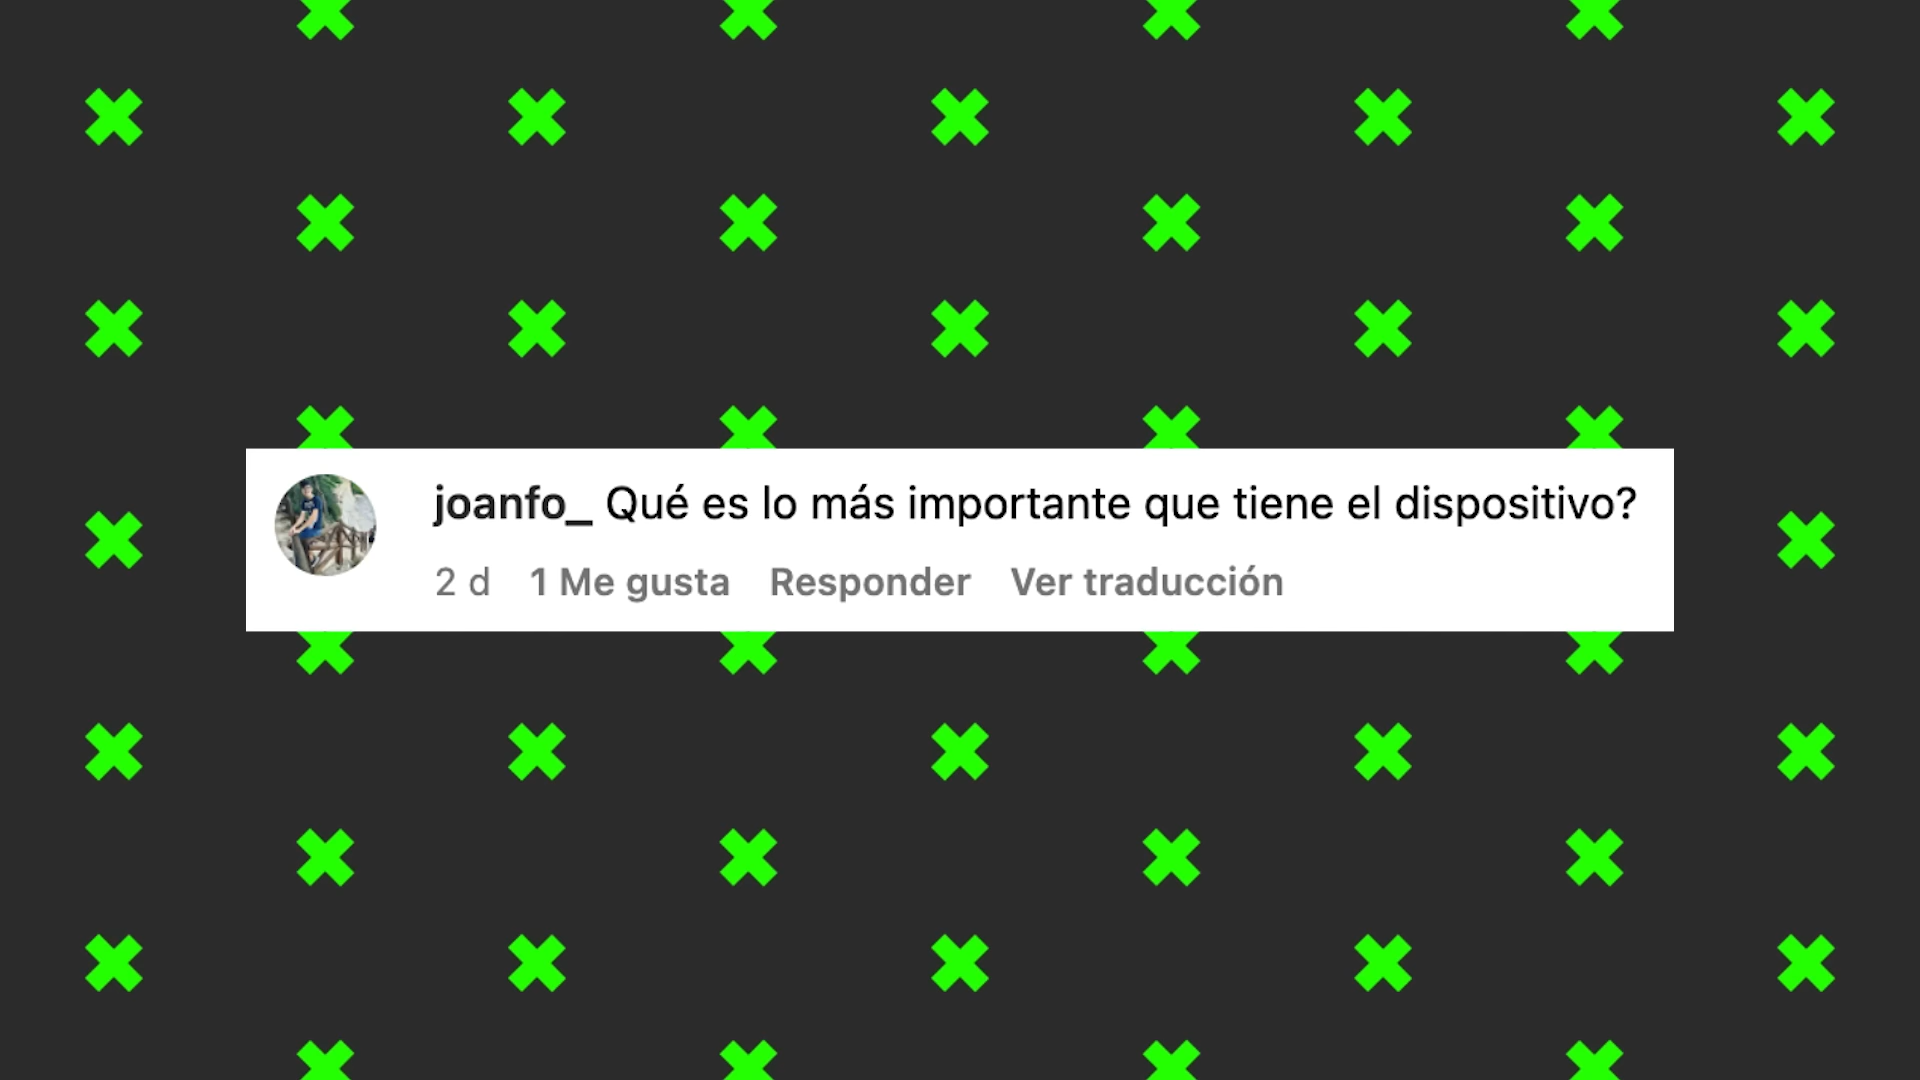 joanfo_ Qué es lo más importante que tiene el dispositivo?
2 d 1 Me gusta Responder Ver traducción